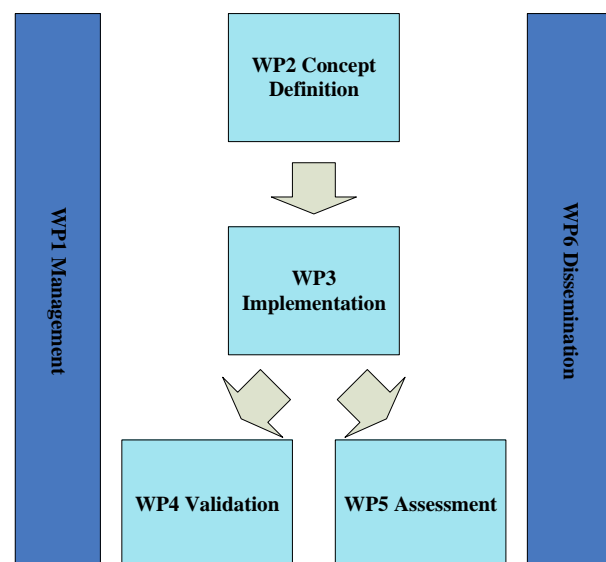 WP1 Management
WP2 Concept
Definition
WP3
Implementation
WP4 Validation
WP5 Assessment
WP6 Dissemination